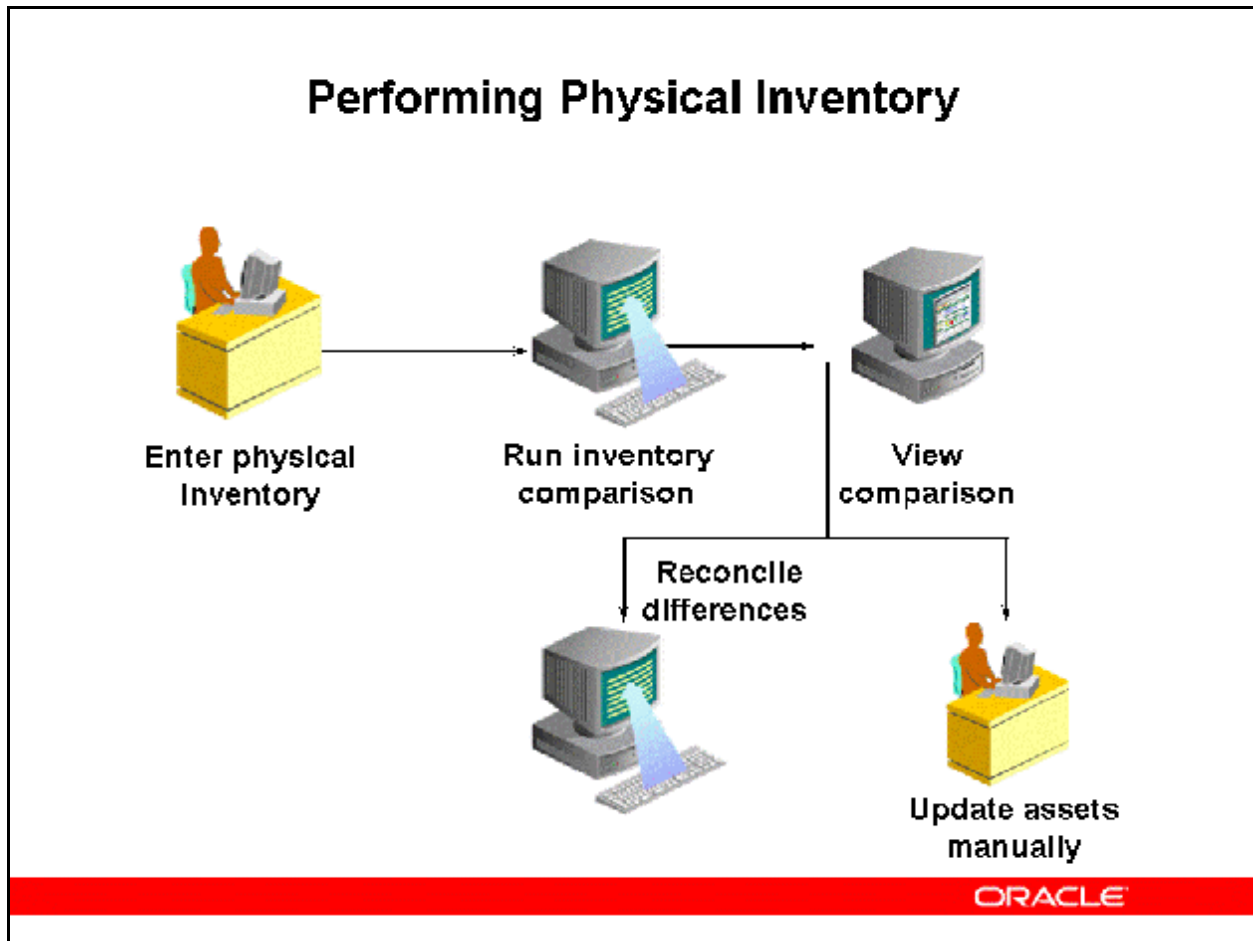 Performing Physical Inventory
Enter physical
Inventory
Run inventory
comparison
View
comparison
Reconcile
differences
Update assets
manually
ORACLE